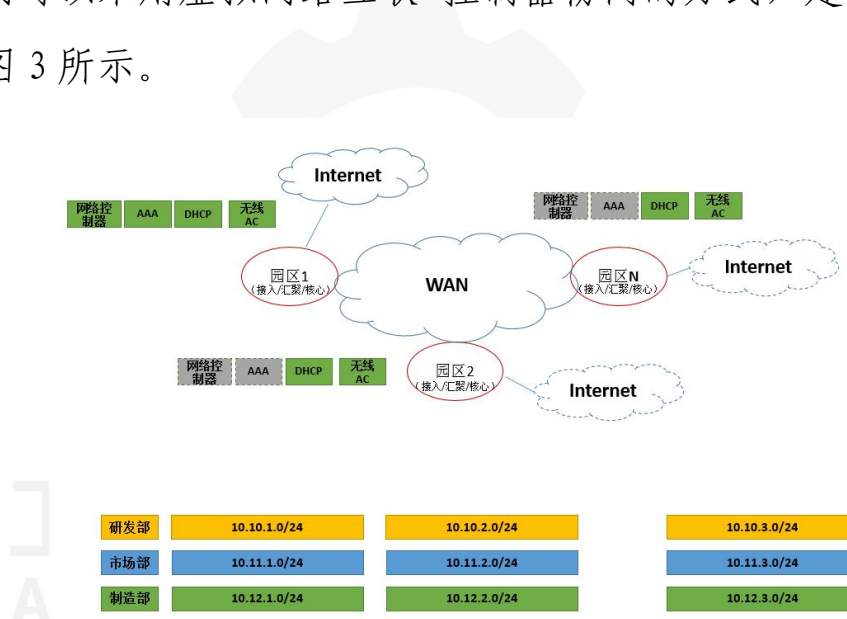 图 3 所示。
Internet
网络控制器 AAA DHCP 无线AC
网络控制器 AAA DHCP 无线AC
园区1
(接入/汇聚/核心)
WAN
园区N
(接入/汇聚/核心)
Internet
网络控制器 AAA DHCP 无线AC
园区2
(接入/汇聚/核心)
Internet
研发部 10.10.1.0/24 10.10.2.0/24 10.10.3.0/24
市场部 10.11.1.0/24 10.11.2.0/24 10.11.3.0/24
制造部 10.12.1.0/24 10.12.2.0/24 10.12.3.0/24
A